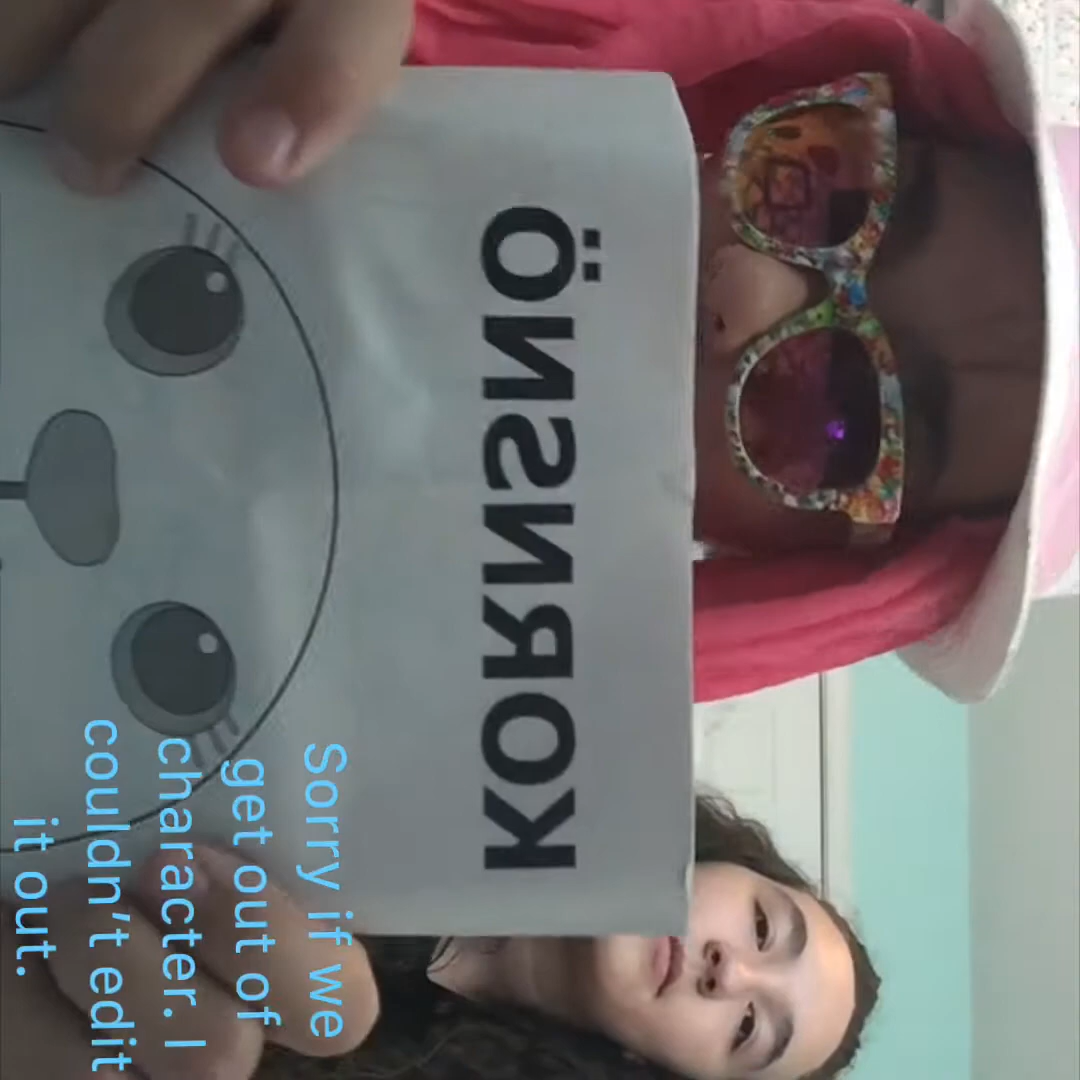 KORNSNÖ
Sorry if we
get out of
character. I
couldn't edit
it out.